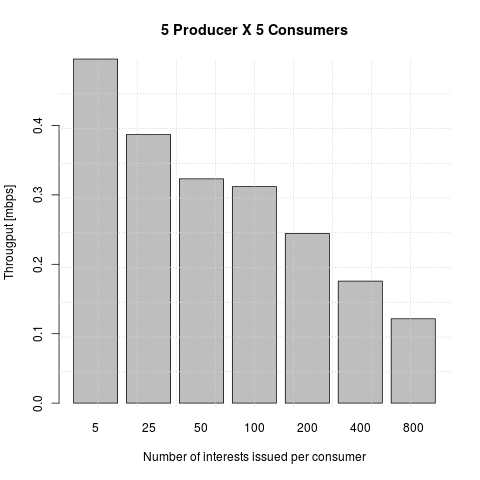 5 Producer X 5 Consumers
Througput [mbps]
0.4
0.3
0.2
0.1
0.0
5 25 50 100 200 400 800
Number of interests issued per consumer